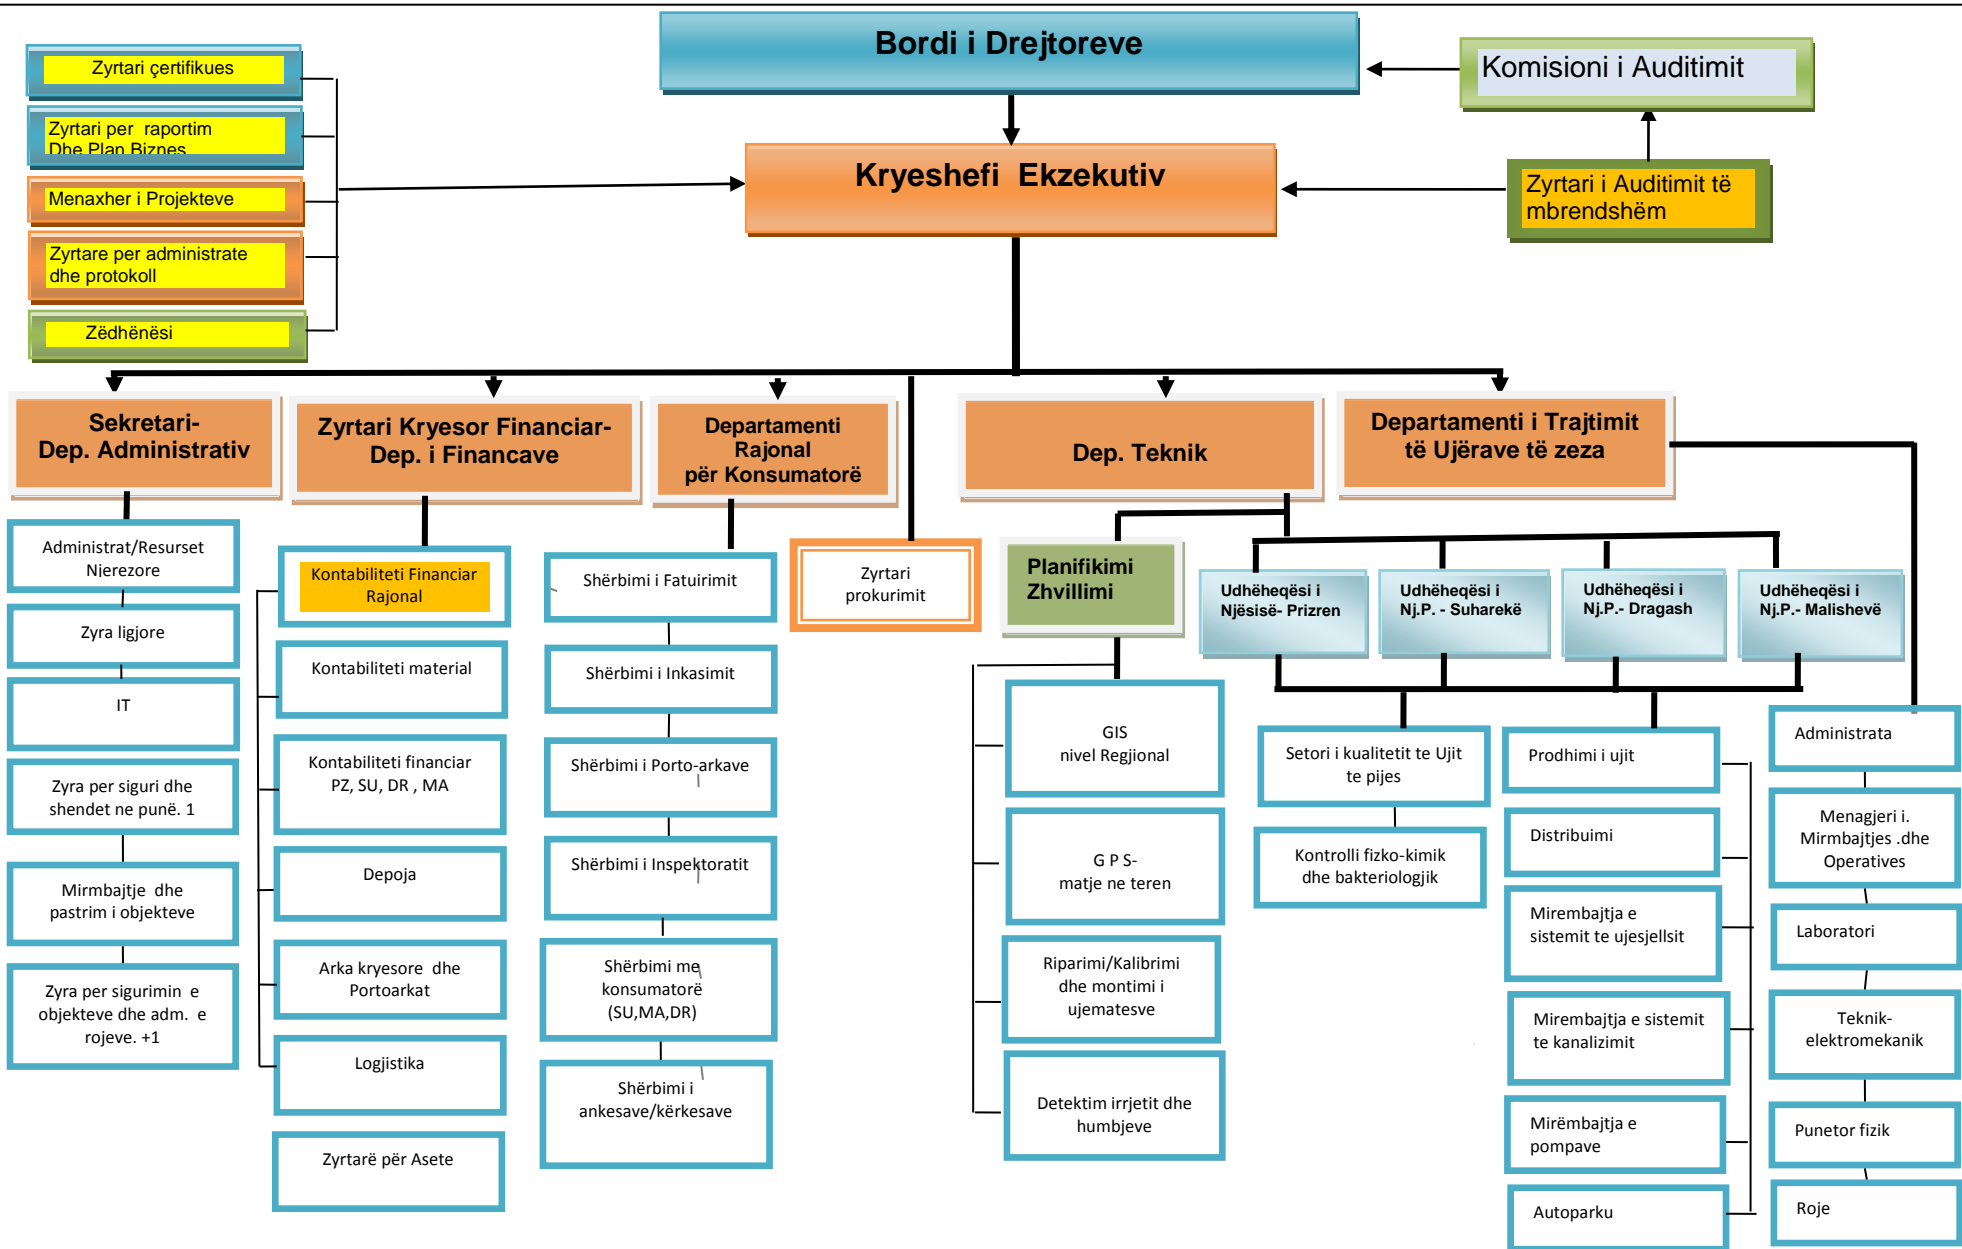 Bordi i Drejtoreve
Komisioni i Auditimit
Zyrtari çertifikues
Zyrtari per raportim
Dhe Plan Biznes
Menaxher i Projekteve
Zyrtare per administrate
dhe protokoll
Zëdhënësi
Kryeshefi Ekzekutiv
Zyrtari i Auditimit të
mbrendshëm
Sekretari-
Dep. Administrativ
Zyrtari Kryesor Financiar-
Dep. i Financave
Departamenti
Rajonal
për Konsumatorë
Dep. Teknik
Departamenti i Trajtimit
të Ujërave të zeza
Administrat/Resurset
Njerezore
Zyra ligjore
IT
Zyra per siguri dhe
shendet ne punë. 1
Mirmbajtje dhe
pastrim i objekteve
Zyra per sigurimin e
objekteve dhe adm. e
rojeve. +1
Kontabiliteti Financiar
Rajonal
Kontabiliteti material
Kontabiliteti financiar
PZ, SU, DR , MA
Depoja
Arka kryesore dhe
Portoarkat
Logjistika
Zyrtarë për Asete
Shërbimi i Fatuirimit
Shërbimi i Inkasimit
Shërbimi i Porto-arkave
Shërbimi i Inspektoratit
Shërbimi me
konsumatorë
(SU,MA,DR)
Shërbimi i
ankesave/kërkesave
Zyrtari
prokurimit
Planifikimi
Zhvillimi
GIS
nivel Regjional
G P S-
matje ne teren
Riparimi/Kalibrimi
dhe montimi i
ujematesve
Detektim irrjetit dhe
humbjeve
Udhëheqësi i
Njësisë- Prizren
Udhëheqësi i
Nj.P. - Suharekë
Udhëheqësi i
Nj.P.- Dragash
Udhëheqësi i
Nj.P.- Malishevë
Setori i kualitetit te Ujit
te pijes
Kontrolli fizko-kimik
dhe bakteriologjik
Prodhimi i ujit
Distribuimi
Mirembajtja e
sistemit te ujesjellsit
Mirembajtja e sistemit
te kanalizimit
Mirëmbajtja e
pompave
Autoparku
Administrata
Menagjeri i.
Mirmbajtjes .dhe
Operatives
Laboratori
Teknik-
elektromekanik
Punetor fizik
Roje